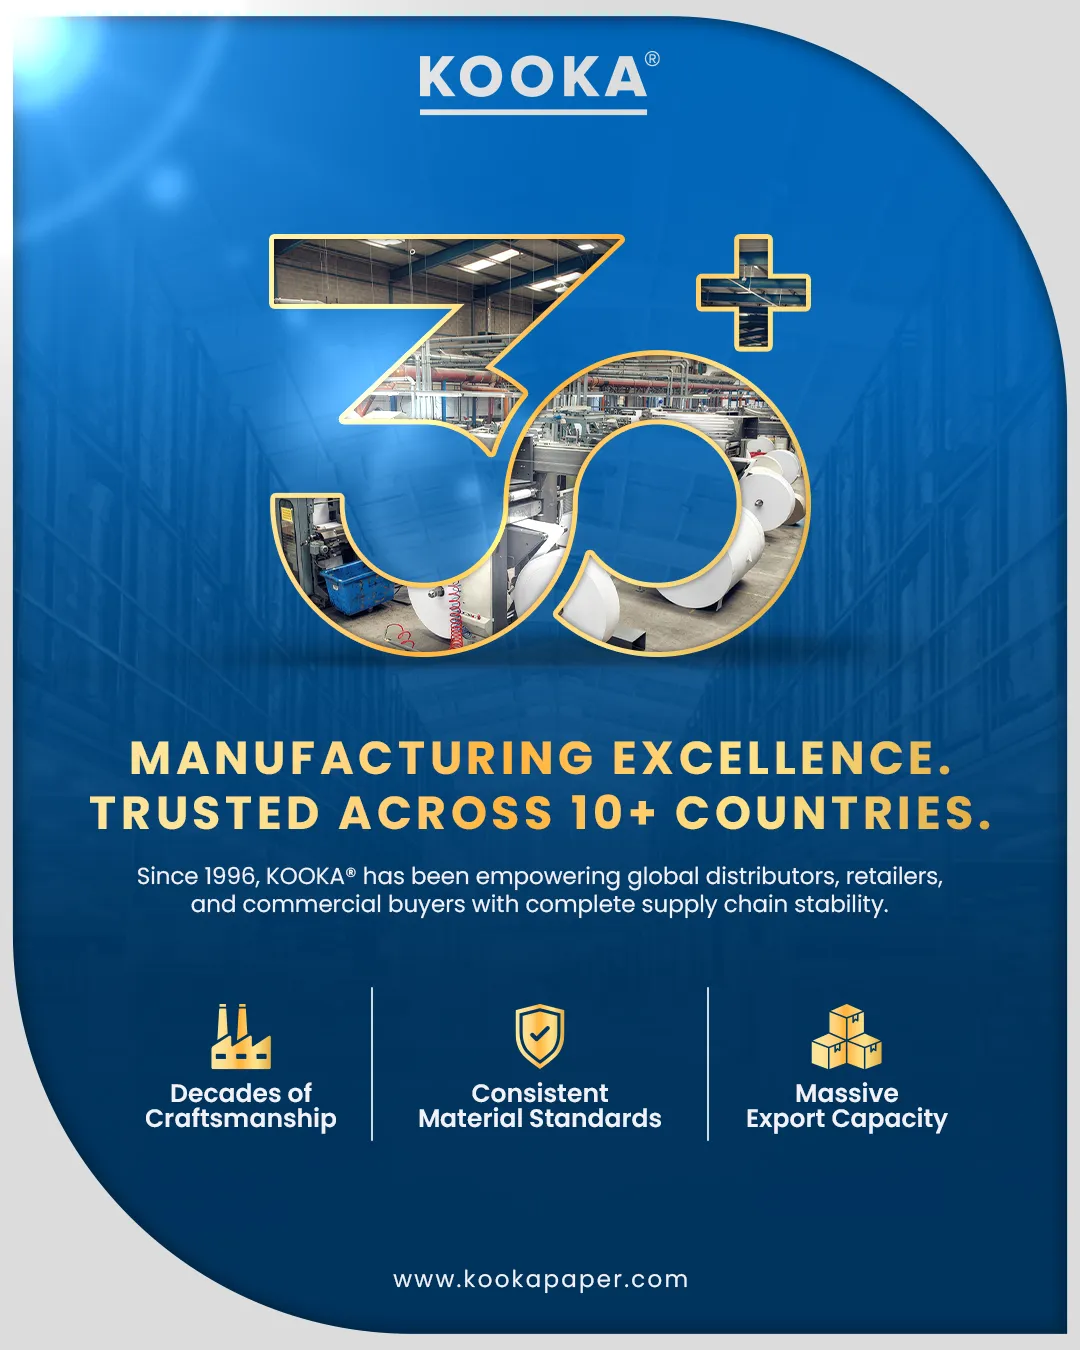 KOOKA®
30+
MANUFACTURING EXCELLENCE.
TRUSTED ACROSS 10+ COUNTRIES.
Since 1996, KOOKA® has been empowering global distributors, retailers,
and commercial buyers with complete supply chain stability.
Decades of
Craftsmanship
Consistent
Material Standards
Massive
Export Capacity
www.kookapaper.com